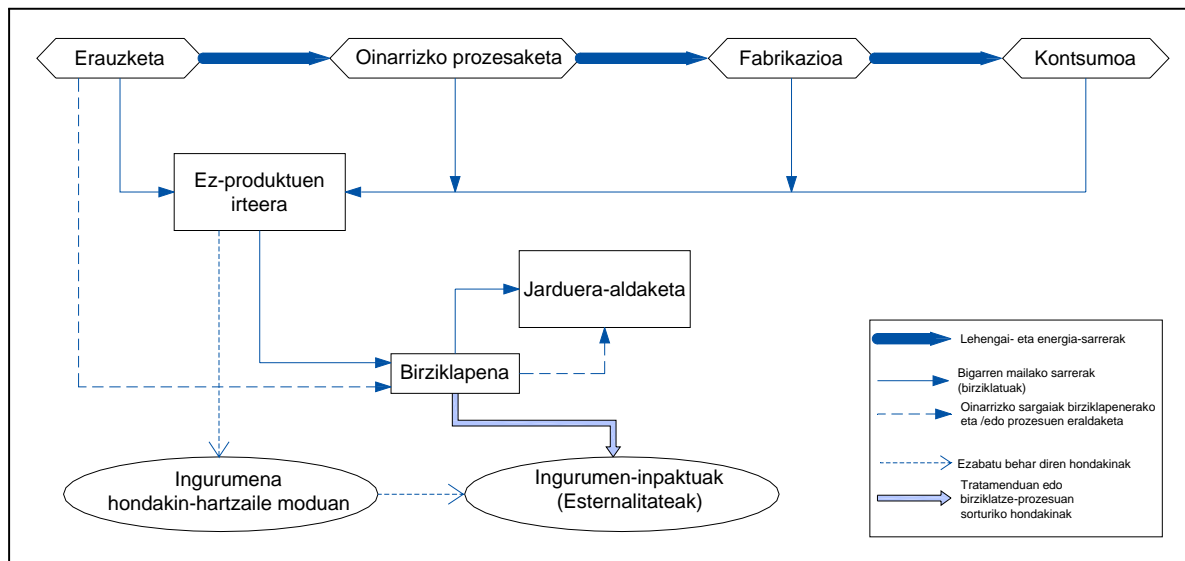 Erauzketa
Oinarrizko prozesaketa
Fabrikazioa
Kontsumoa
Ez-produktuen
irteera
Jarduera-aldaketa
Birziklapena
Ingurumena
hondakin-hartzaile moduan
Ingurumen-inpaktuak
(Esternalitateak)
Lehengai- eta energia-sarrerak
Bigarren mailako sarrerak
(birziklatuak)
Oinarrizko sargaiak birziklapenerako
eta /edo prozesuen eraldaketa
Ezabatu behar diren hondakinak
Tratamenduan edo
birziklatze-prozesuan
sorturiko hondakinak